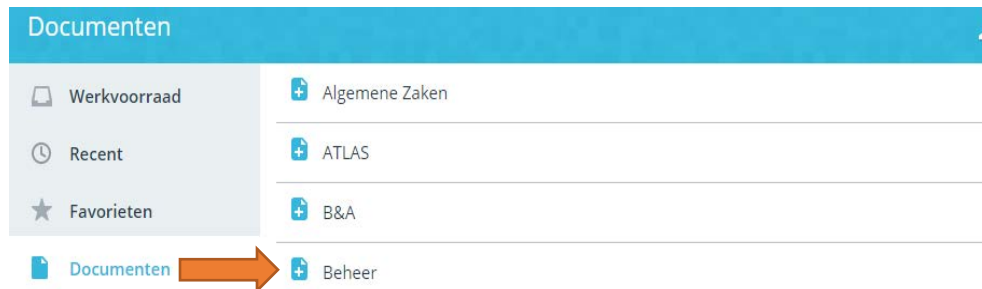 Documenten
Werkvoorraad
Recent
Favorieten
Documenten
Algemene Zaken
ATLAS
B&A
Beheer